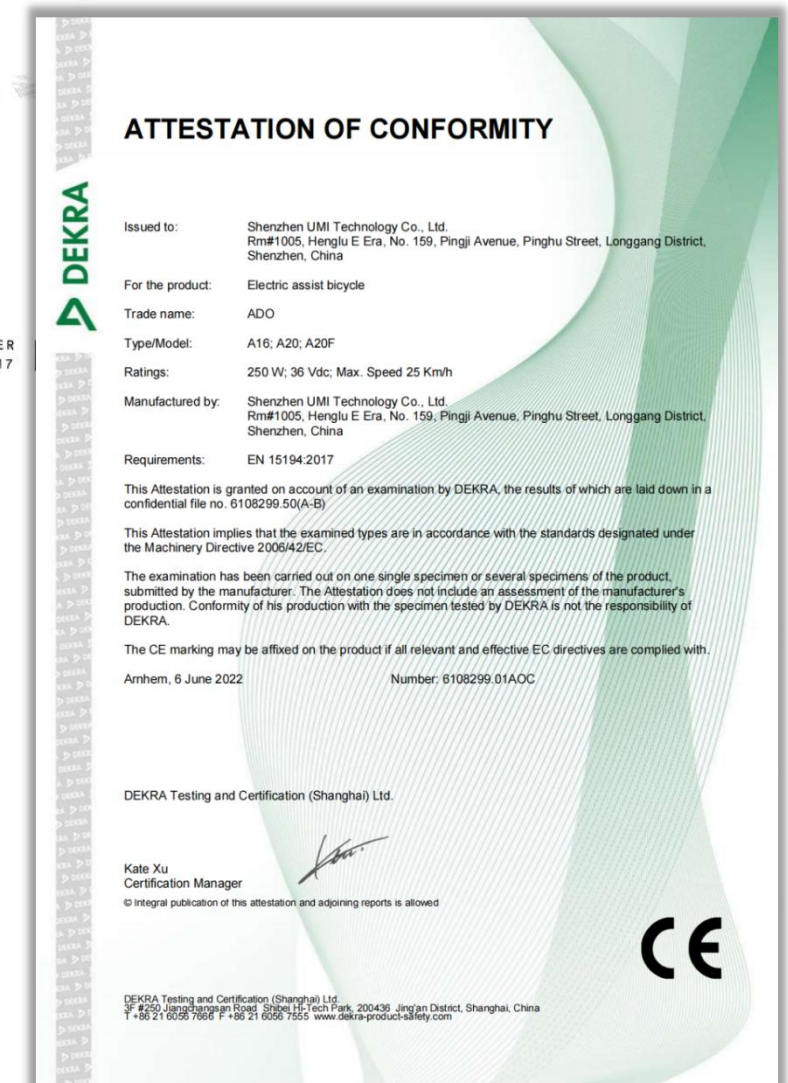 ER
17
DEKRA
ATTESTATION OF CONFORMITY
Issued to: Shenzhen UMI Technology Co., Ltd.
Rm#1005, Henglu E Era, No. 159, Pingji Avenue, Pinghu Street, Longgang District,
Shenzhen, China
For the product: Electric assist bicycle
Trade name: ADO
Type/Model: A16; A20; A20F
Ratings: 250 W; 36 Vdc; Max. Speed 25 Km/h
Manufactured by: Shenzhen UMI Technology Co., Ltd.
Rm#1005, Henglu E Era, No. 159, Pingji Avenue, Pinghu Street, Longgang District,
Shenzhen, China
Requirements: EN 15194:2017
This Attestation is granted on account of an examination by DEKRA, the results of which are laid down in a
confidential file no. 6108299.50(A-B)
This Attestation implies that the examined types are in accordance with the standards designated under
the Machinery Directive 2006/42/EC.
The examination has been carried out on one single specimen or several specimens of the product,
submitted by the manufacturer. The Attestation does not include an assessment of the manufacturer's
production. Conformity of his production with the specimen tested by DEKRA is not the responsibility of
DEKRA.
The CE marking may be affixed on the product if all relevant and effective EC directives are complied with.
Arnhem, 6 June 2022 Number: 6108299.01AOC
DEKRA Testing and Certification (Shanghai) Ltd.
Kate Xu
Certification Manager
© Integral publication of this attestation and adjoining reports is allowed
CE
DEKRA Testing and Certification (Shanghai) Ltd.
3F #250 Jiangchangsan Road Shibei Hi-Tech Park, 200436 Jing'an District, Shanghai, China
T +86 21 6056 7666 F +86 21 6056 7555 www.dekra-product-safety.com